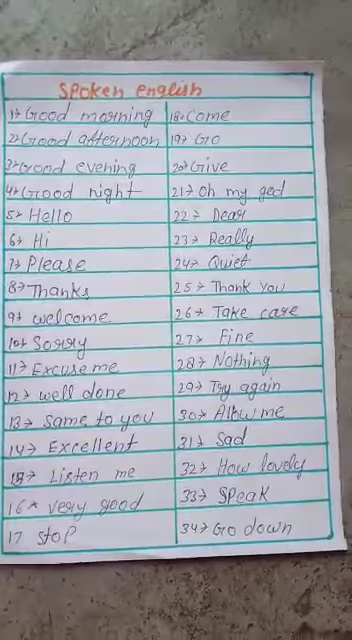 Spoken english
1→ Good morning
2→ Good afternoon
3→ Good evening
4→ Good night
5→ Hello
6→ Hi
7→ Please
8→ Thanks
9→ welcome
10→ Sorry
11→ Excuse me
12→ well done
13→ same to you
14→ Excellent
15→ Listen me
16→ very good
17 stop
18→ come
19→ Go
20→ Give
21→ Oh my god
22→ Dear
23→ Really
24→ Quiet
25→ Thank you
26→ Take care
27→ Fine
28→ Nothing
29→ Try again
30→ Allow me
31→ Sad
32→ How lovely
33→ Speak
34→ Go down